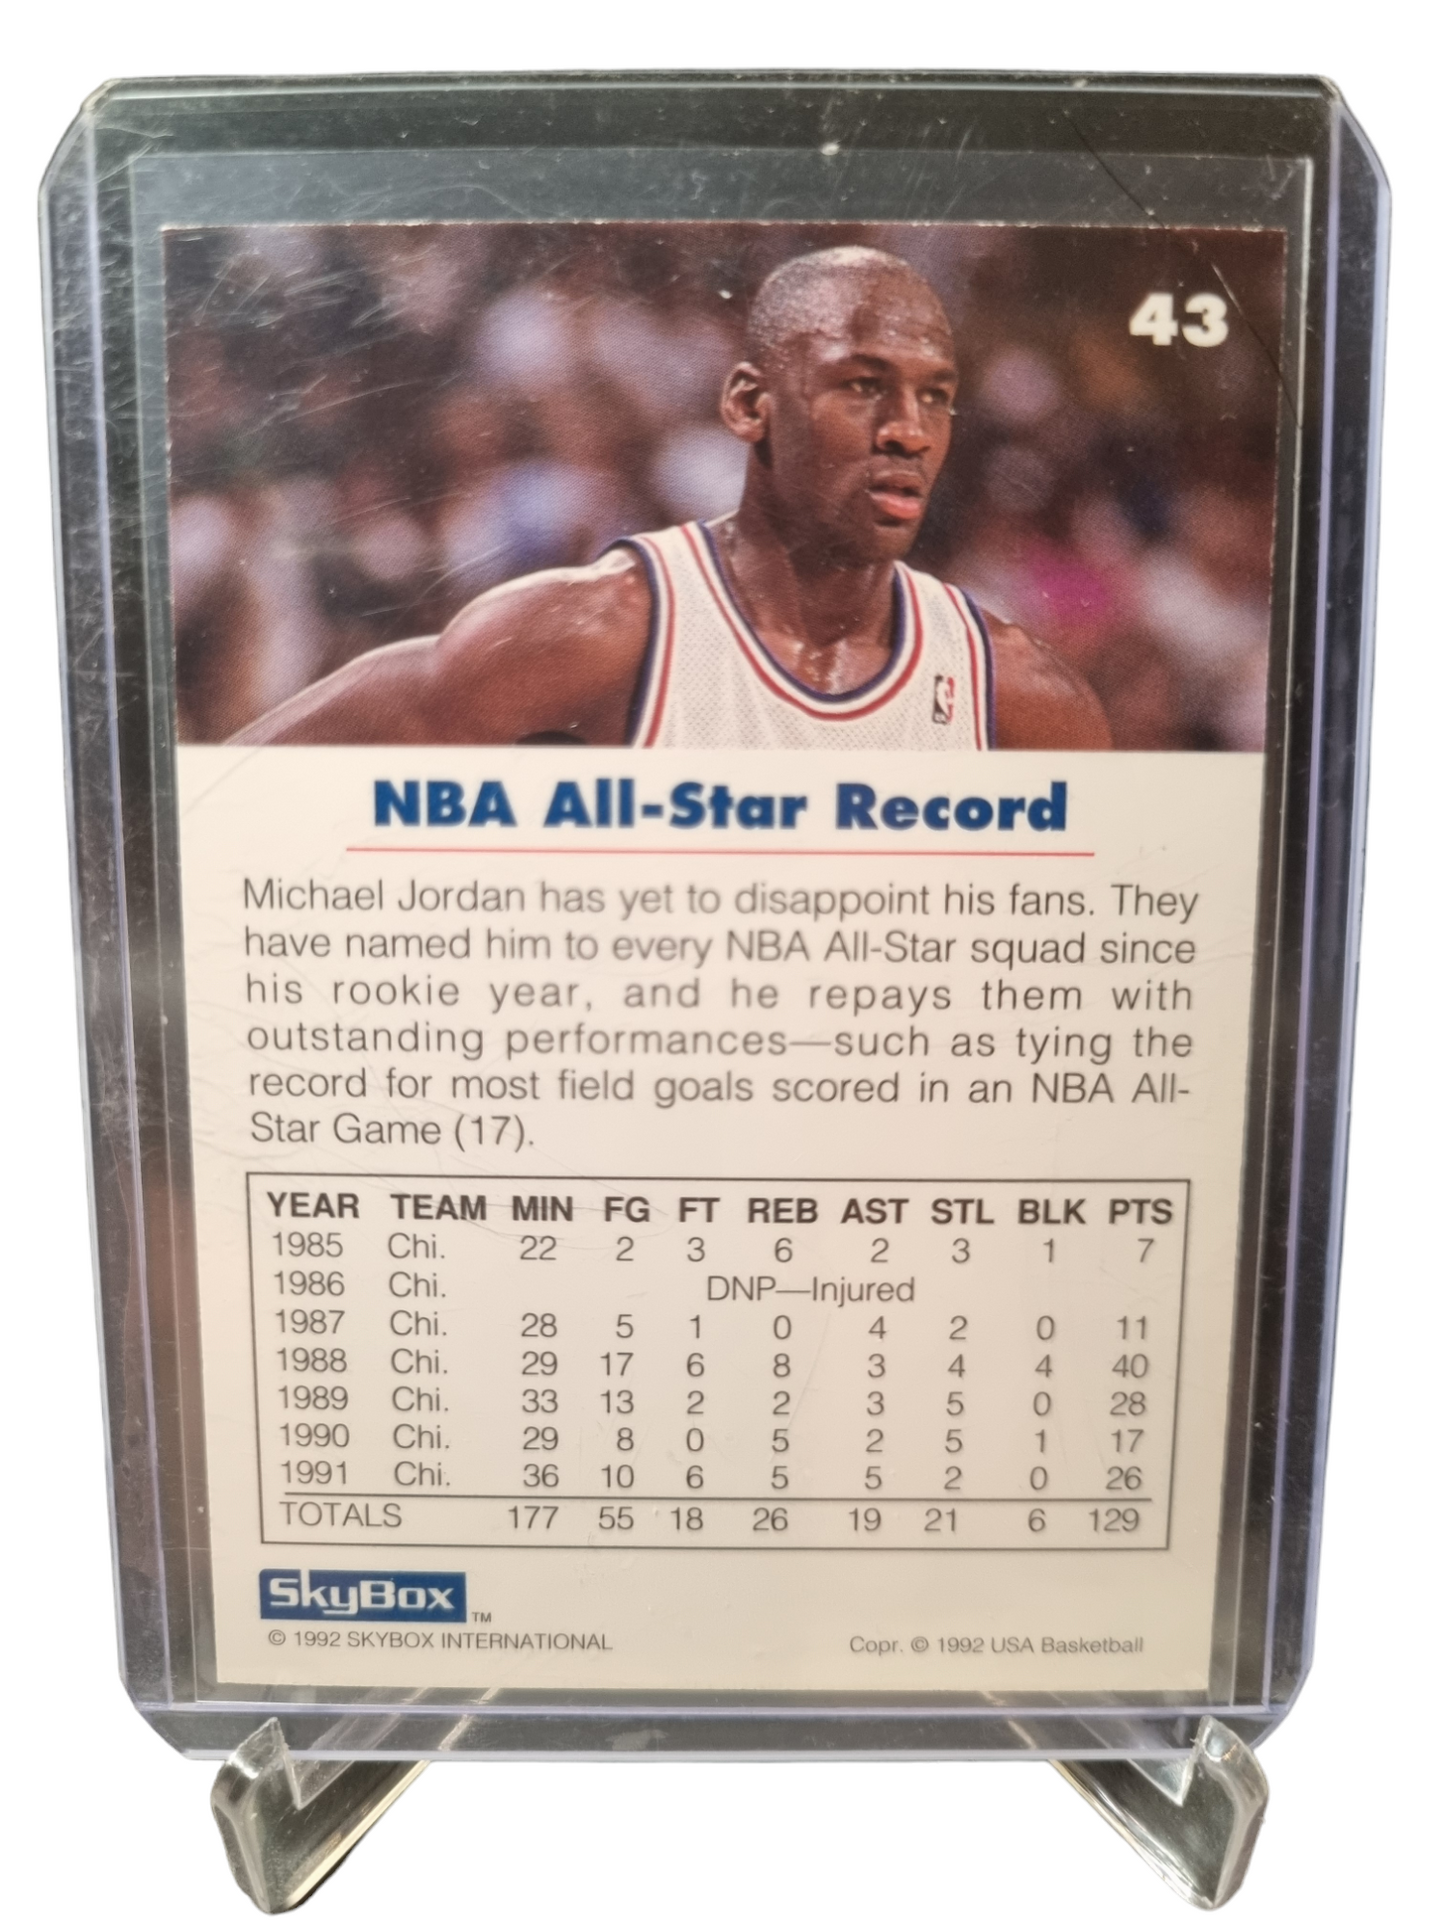 43
NBA All-Star Record
Michael Jordan has yet to disappoint his fans. They
have named him to every NBA All-Star squad since
his rookie year, and he repays them with
outstanding performances—such as tying the
record for most field goals scored in an NBA All-
Star Game (17).
YEAR TEAM MIN FG FT REB AST STL BLK PTS
1985 Chi. 22 2 3 6 2 3 1 7
1986 Chi. DNP—Injured
1987 Chi. 28 5 1 0 4 2 0 11
1988 Chi. 29 17 6 8 3 4 4 40
1989 Chi. 33 13 2 2 3 5 0 28
1990 Chi. 29 8 0 5 2 5 1 17
1991 Chi. 36 10 6 5 5 2 0 26
TOTALS 177 55 18 26 19 21 6 129
SkyBox TM
© 1992 SKYBOX INTERNATIONAL Copr. © 1992 USA Basketball